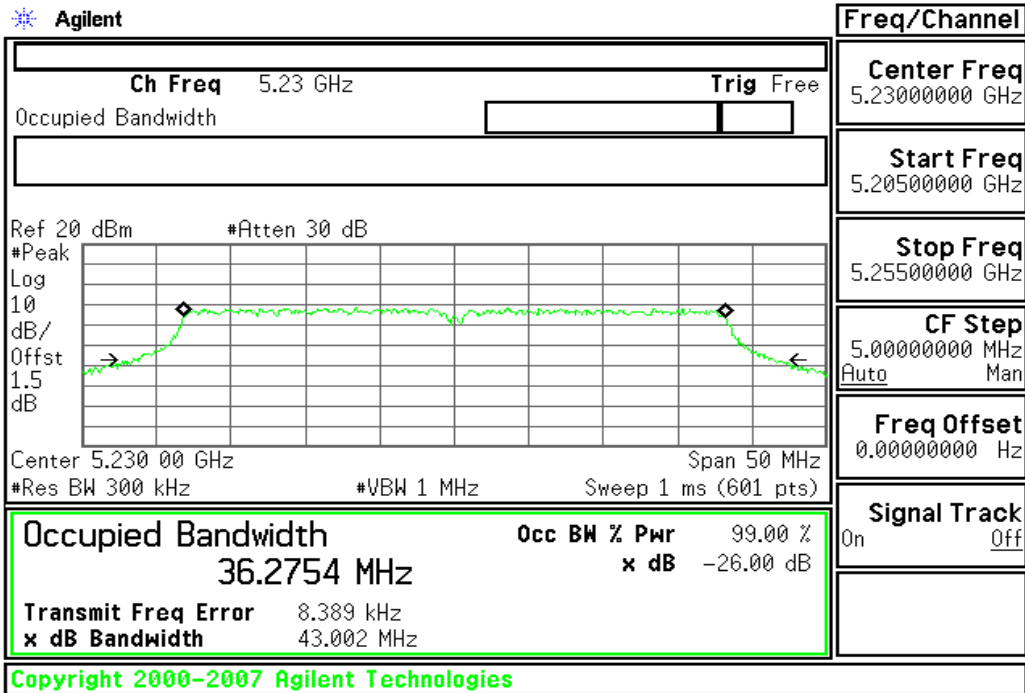 Agilent
Freq/Channel
Ch Freq 5.23 GHz Trig Free
Occupied Bandwidth
Center Freq
5.23000000 GHz
Start Freq
5.20500000 GHz
Stop Freq
5.25500000 GHz
CF Step
5.00000000 MHz
Auto Man
Freq Offset
0.00000000 Hz
Signal Track
On Off
Ref 20 dBm #Atten 30 dB
#Peak
Log
10
dB/
Offst
1.5
dB
Center 5.230 00 GHz Span 50 MHz
#Res BW 300 kHz #VBW 1 MHz Sweep 1 ms (601 pts)
Occupied Bandwidth Occ BW % Pwr 99.00 %
36.2754 MHz x dB -26.00 dB
Transmit Freq Error 8.389 kHz
x dB Bandwidth 43.002 MHz
Copyright 2000-2007 Agilent Technologies